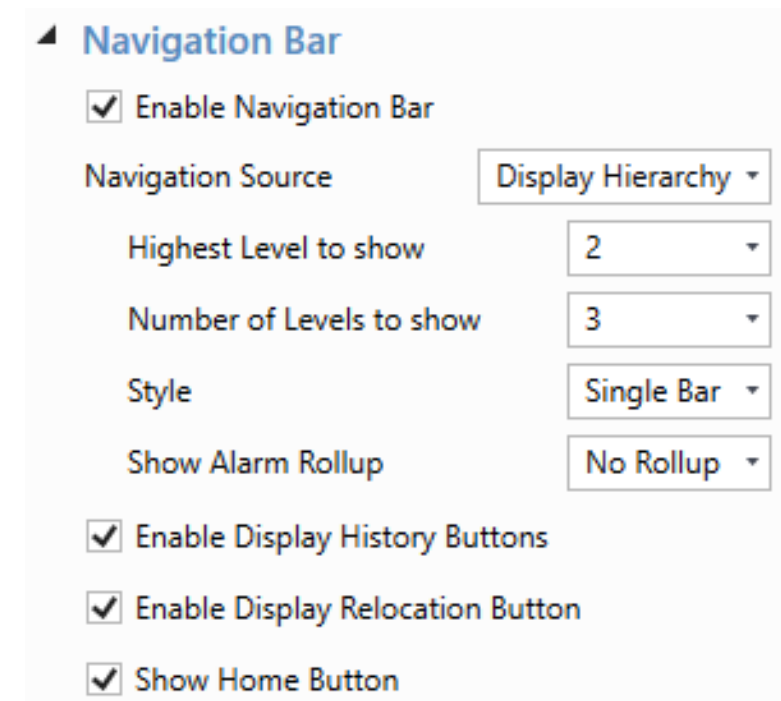 Navigation Bar
Enable Navigation Bar
Navigation Source Display Hierarchy
Highest Level to show 2
Number of Levels to show 3
Style Single Bar
Show Alarm Rollup No Rollup
Enable Display History Buttons
Enable Display Relocation Button
Show Home Button